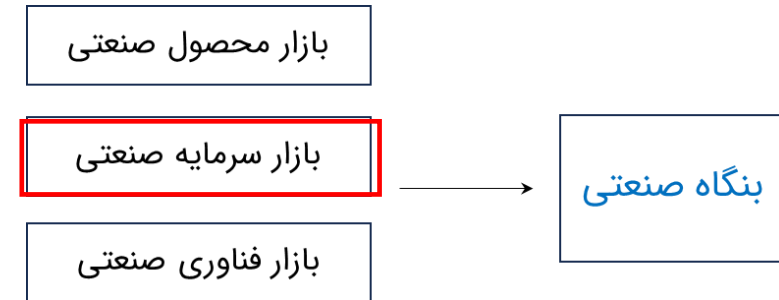 بازار محصول صنعتی
بازار سرمایه صنعتی
بنگاه صنعتی
بازار فناوری صنعتی